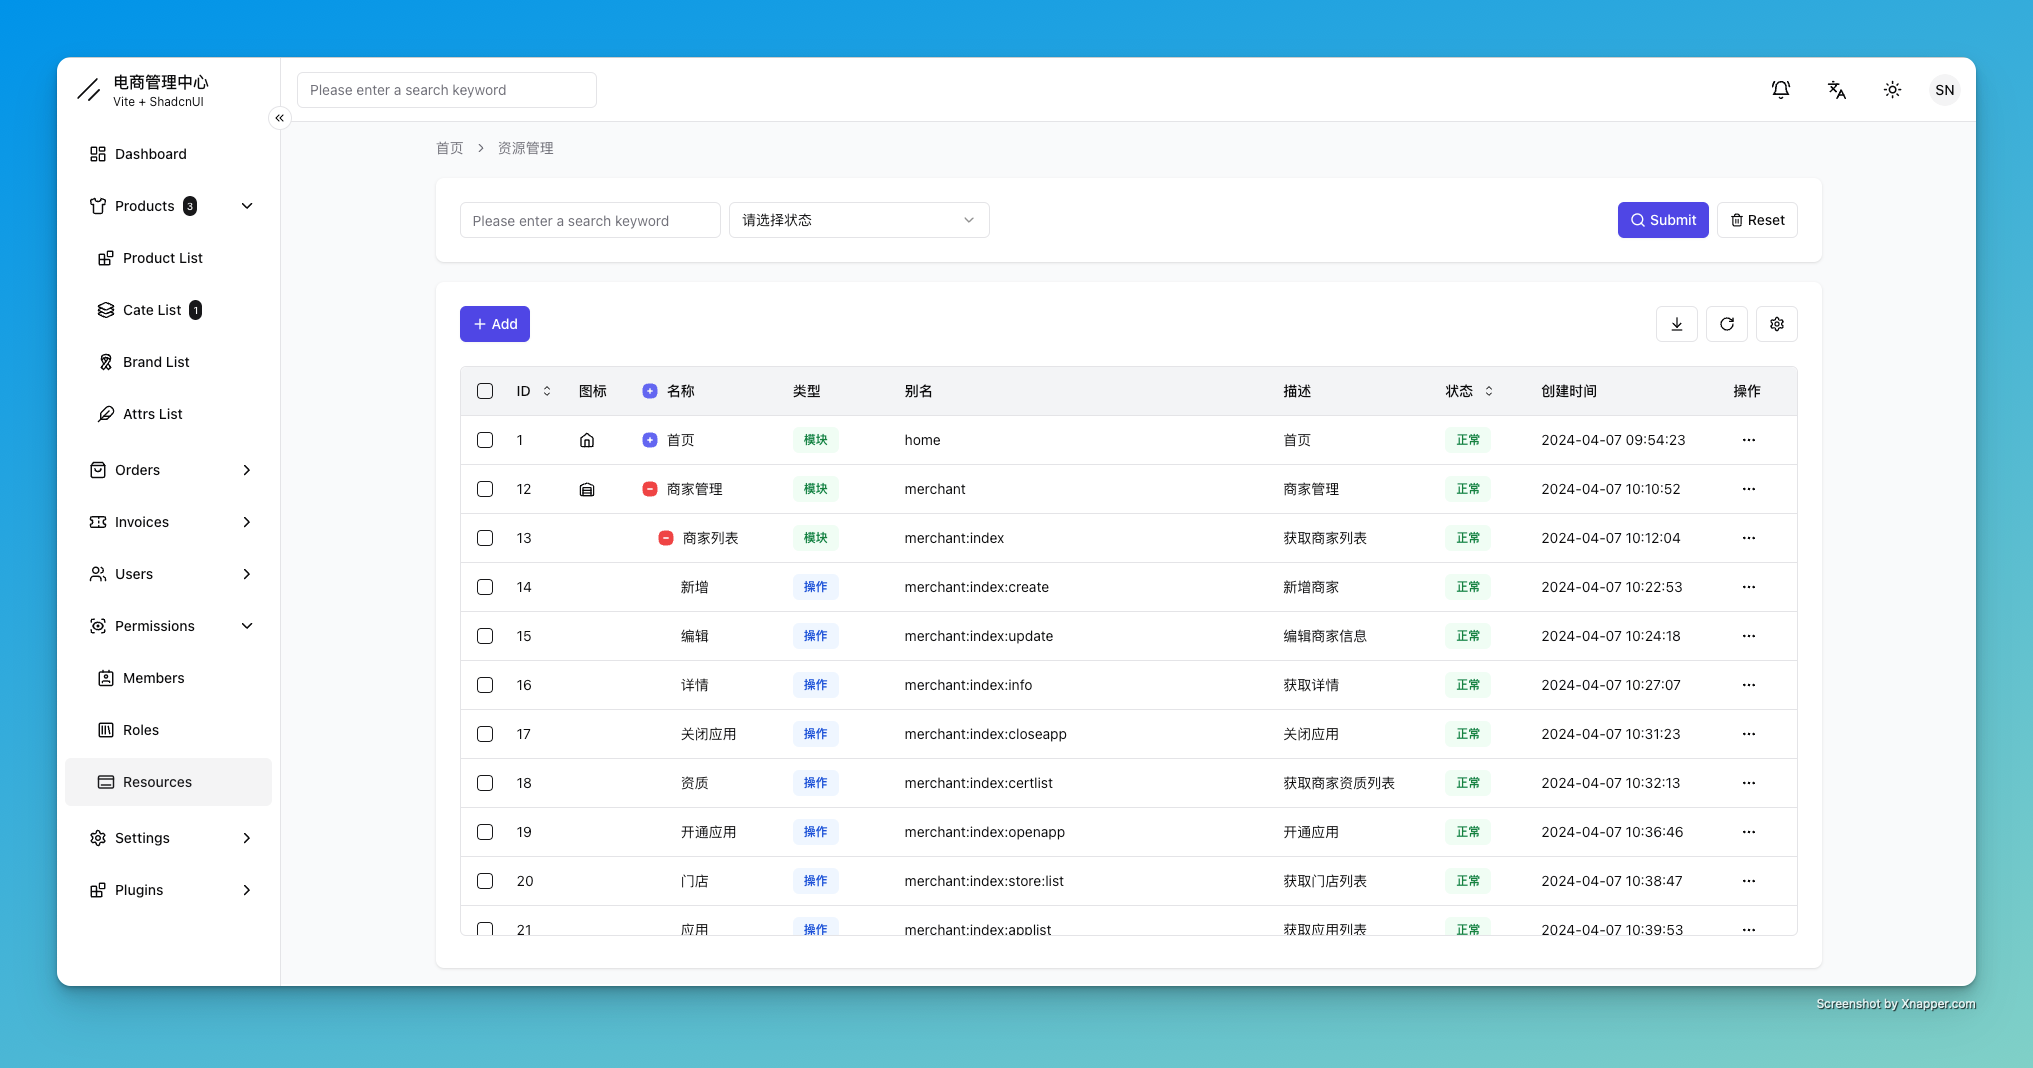 电商管理中心
Vite + ShadcnUI
Please enter a search keyword
SN
Dashboard
Products 3
Product List
Cate List 1
Brand List
Attrs List
Orders
Invoices
Users
Permissions
Members
Roles
Resources
Settings
Plugins
首页 资源管理
Please enter a search keyword 请选择状态 Submit Reset
Add
ID 图标 名称 类型 别名 描述 状态 创建时间 操作
1 首页 模块 home 首页 正常 2024-04-07 09:54:23
12 商家管理 模块 merchant 商家管理 正常 2024-04-07 10:10:52
13 商家列表 模块 merchant:index 获取商家列表 正常 2024-04-07 10:12:04
14 新增 操作 merchant:index:create 新增商家 正常 2024-04-07 10:22:53
15 编辑 操作 merchant:index:update 编辑商家信息 正常 2024-04-07 10:24:18
16 详情 操作 merchant:index:info 获取详情 正常 2024-04-07 10:27:07
17 关闭应用 操作 merchant:index:closeapp 关闭应用 正常 2024-04-07 10:31:23
18 资质 操作 merchant:index:certlist 获取商家资质列表 正常 2024-04-07 10:32:13
19 开通应用 操作 merchant:index:openapp 开通应用 正常 2024-04-07 10:36:46
20 门店 操作 merchant:index:store:list 获取门店列表 正常 2024-04-07 10:38:47
21 应用 操作 merchant:index:applist 获取应用列表 正常 2024-04-07 10:39:53
Screenshot by Xnapper.com